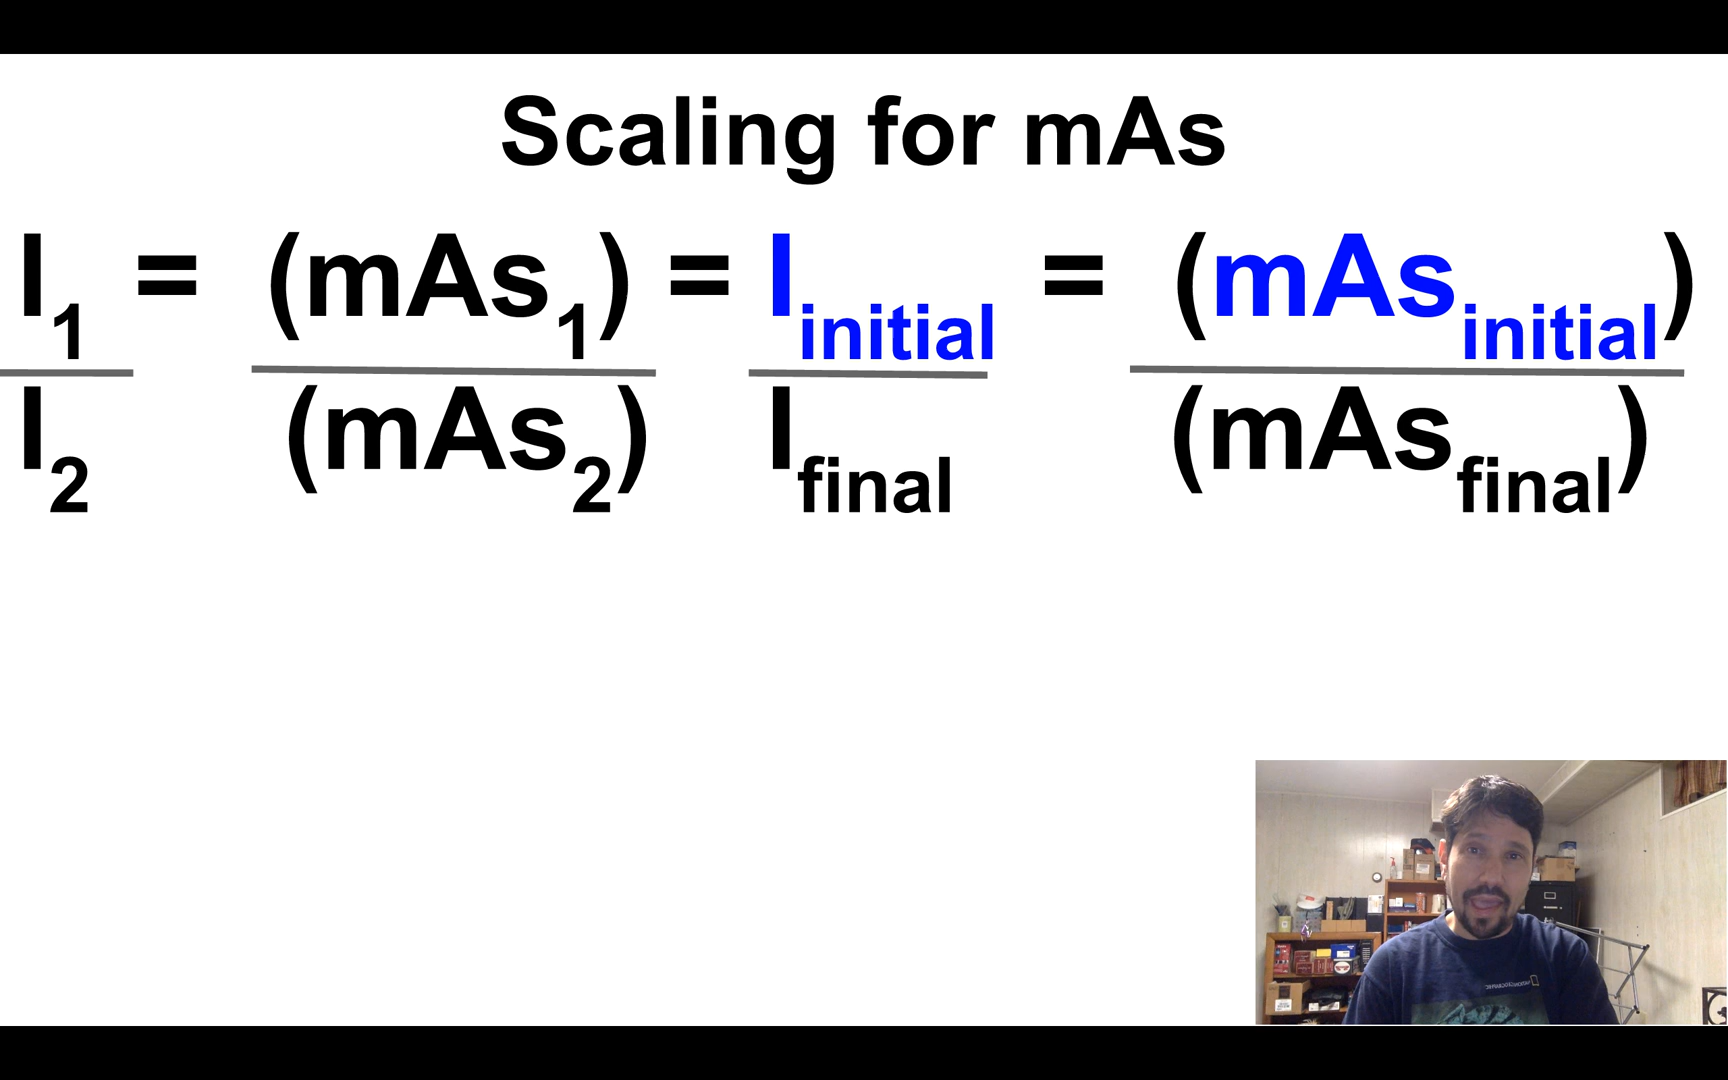 Scaling for mAs
I1 = (mAs1) = Iinitial = (mAsinitial)
I2 (mAs2) Ifinal (mAsfinal)